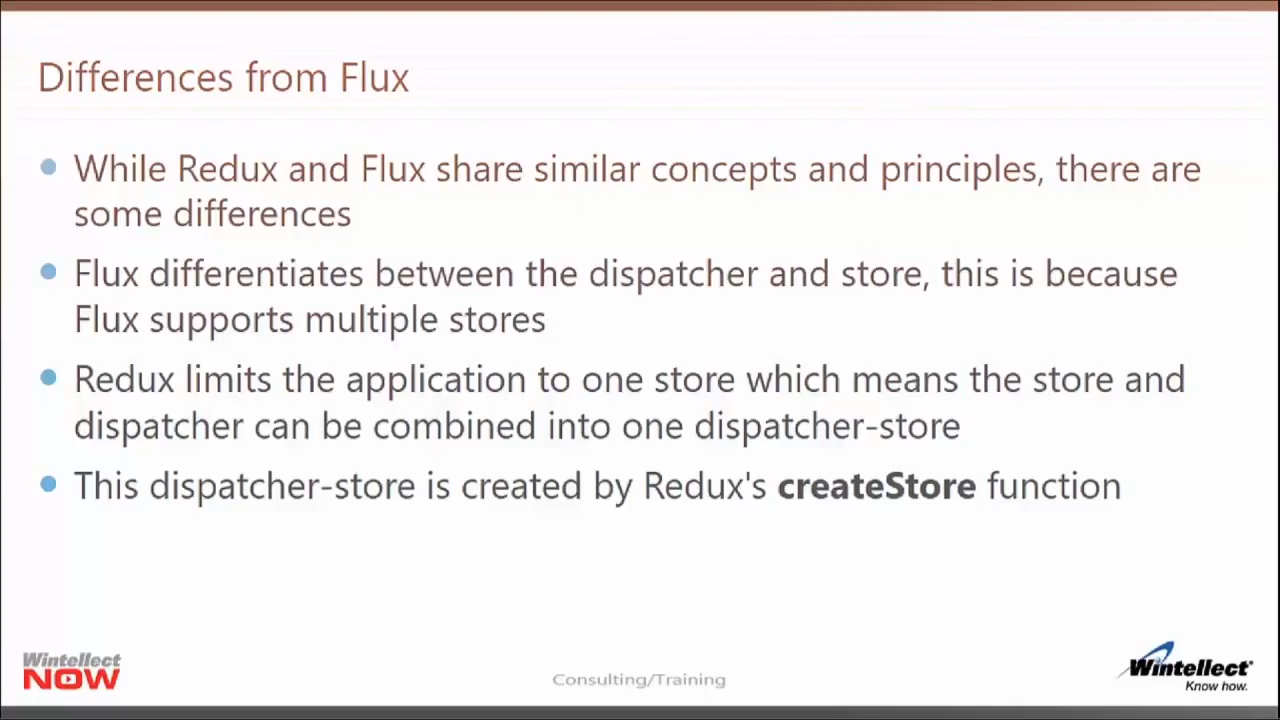 Differences from Flux
While Redux and Flux share similar concepts and principles, there are
some differences
Flux differentiates between the dispatcher and store, this is because
Flux supports multiple stores
Redux limits the application to one store which means the store and
dispatcher can be combined into one dispatcher-store
This dispatcher-store is created by Redux's createStore function
Wintellect
NOW
Consulting/Training
Wintellect
Know how.